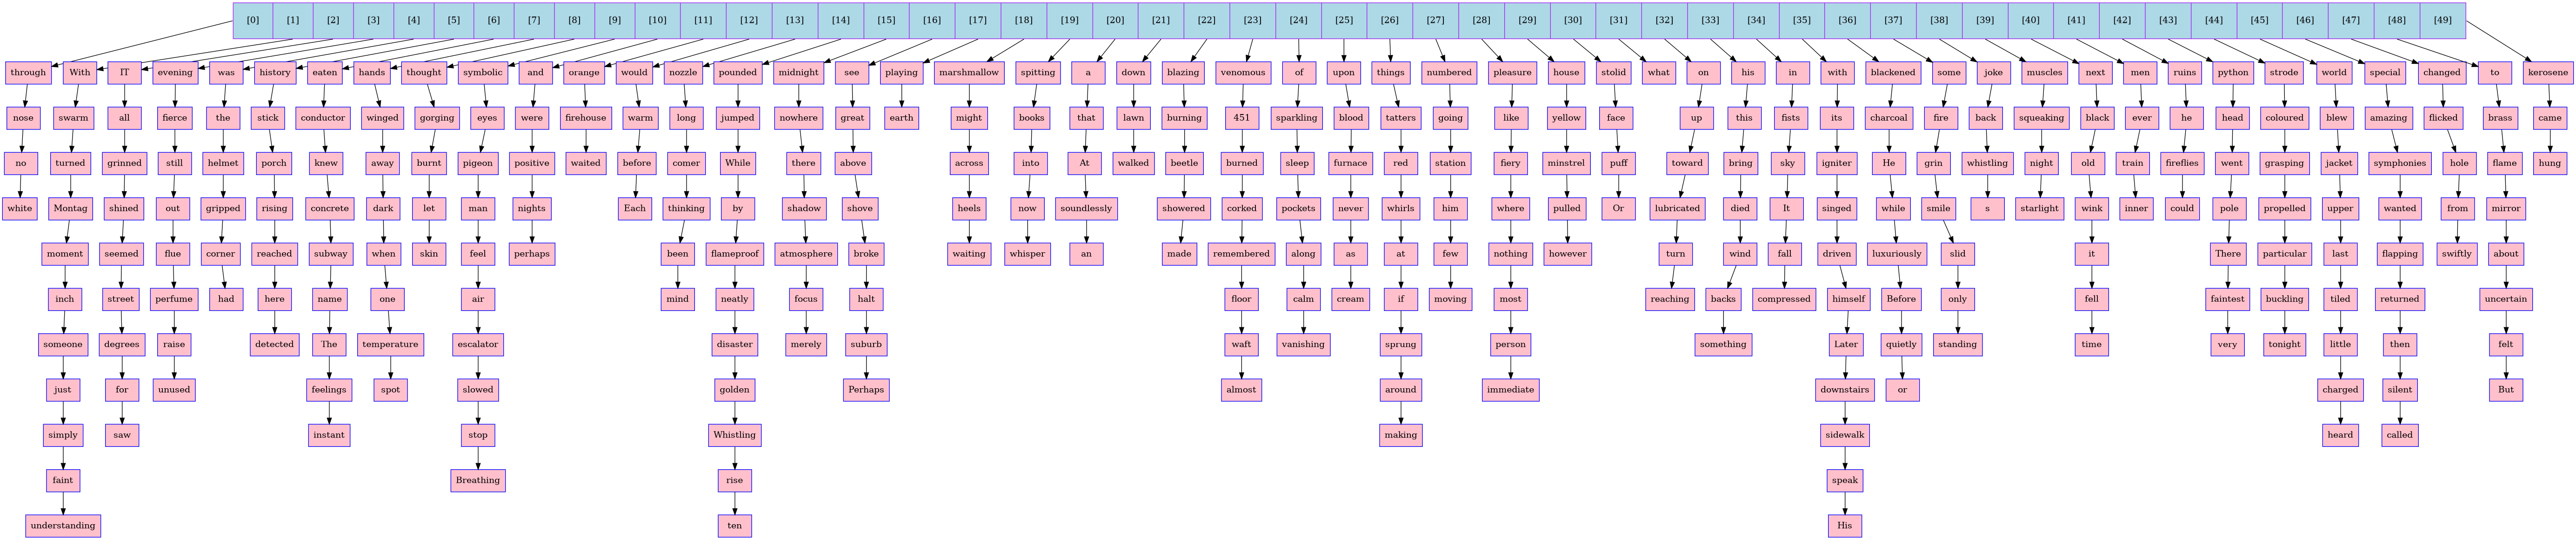 [0] [1] [2] [3] [4] [5] [6] [7] [8] [9] [10] [11] [12] [13] [14] [15] [16] [17] [18] [19] [20] [21] [22] [23] [24] [25] [26] [27] [28] [29] [30] [31] [32] [33] [34] [35] [36] [37] [38] [39] [40] [41] [42] [43] [44] [45] [46] [47] [48] [49]
through With IT evening was history eaten hands thought symbolic and orange would nozzle pounded midnight see playing marshmallow spitting a down blazing venomous of upon things numbered pleasure house stolid what on his in with blackened some joke muscles next men ruins python strode world special changed to kerosene
nose swarm all fierce the stick conductor winged gorging eyes were firehouse warm long jumped nowhere great earth might books that lawn burning 451 sparkling blood tatters going like yellow face up this fists its charcoal fire back squeaking black ever he head coloured blew amazing flicked brass came
no turned grinned still helmet porch knew away burnt pigeon positive waited before comer While there above across into At walked beetle burned sleep furnace red station fiery minstrel puff toward bring sky igniter He grin whistling night old train fireflies went grasping jacket symphonies hole flame hung
white Montag shined out gripped rising concrete dark let man nights Each thinking by shadow shove heels now soundlessly showered corked pockets never whirls him where pulled Or lubricated died It singed while smile s starlight wink inner could pole propelled upper wanted from mirror
moment seemed flue corner reached subway when skin feel perhaps been flameproof atmosphere broke waiting whisper an made remembered along as at few nothing however turn wind fall driven luxuriously slid it There particular last flapping swiftly about
inch street perfume had here name one air mind neatly focus halt floor calm cream if moving most reaching backs compressed himself Before only fell faintest buckling tiled returned uncertain
someone degrees raise detected The temperature escalator disaster merely suburb waft vanishing sprung person something Later quietly standing time very tonight little then felt
just for unused feelings spot slowed golden Perhaps almost around immediate downstairs or charged silent But
simply saw instant stop Whistling making sidewalk heard called
faint Breathing rise speak
understanding ten His